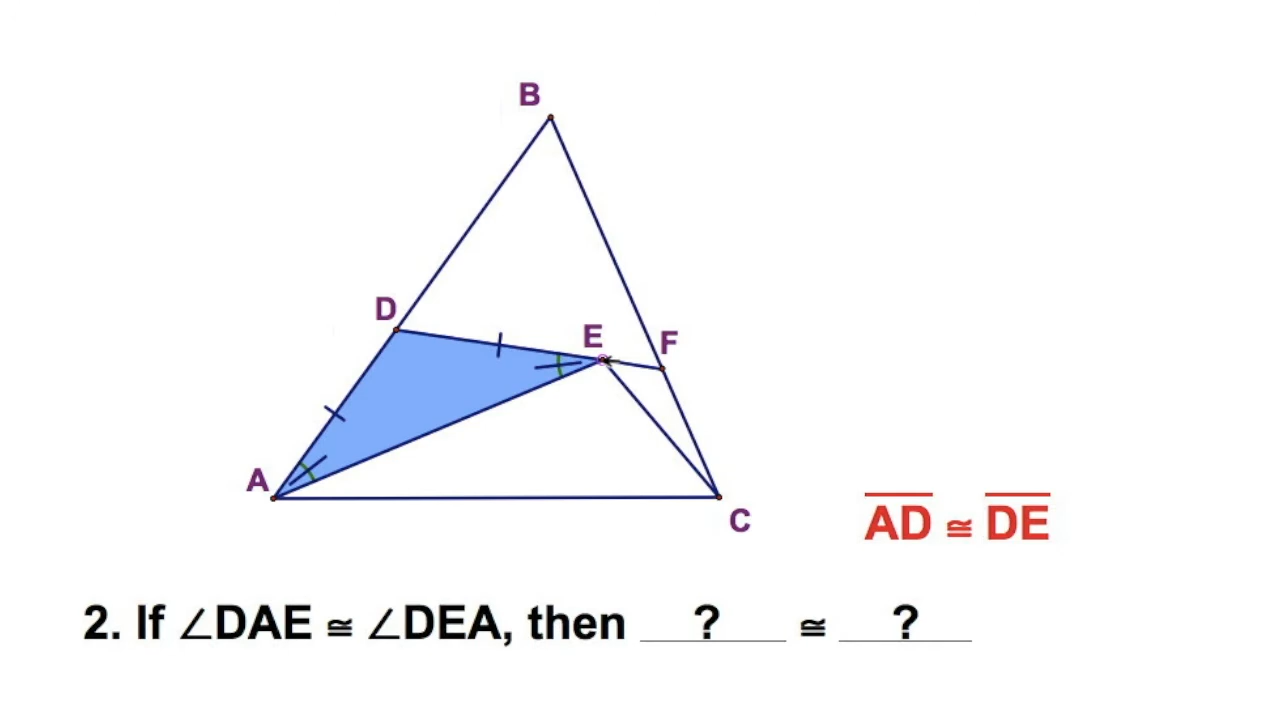 B
D
E
F
A
C
AD ≅ DE
2. If ∠DAE ≅ ∠DEA, then ? ≅ ?